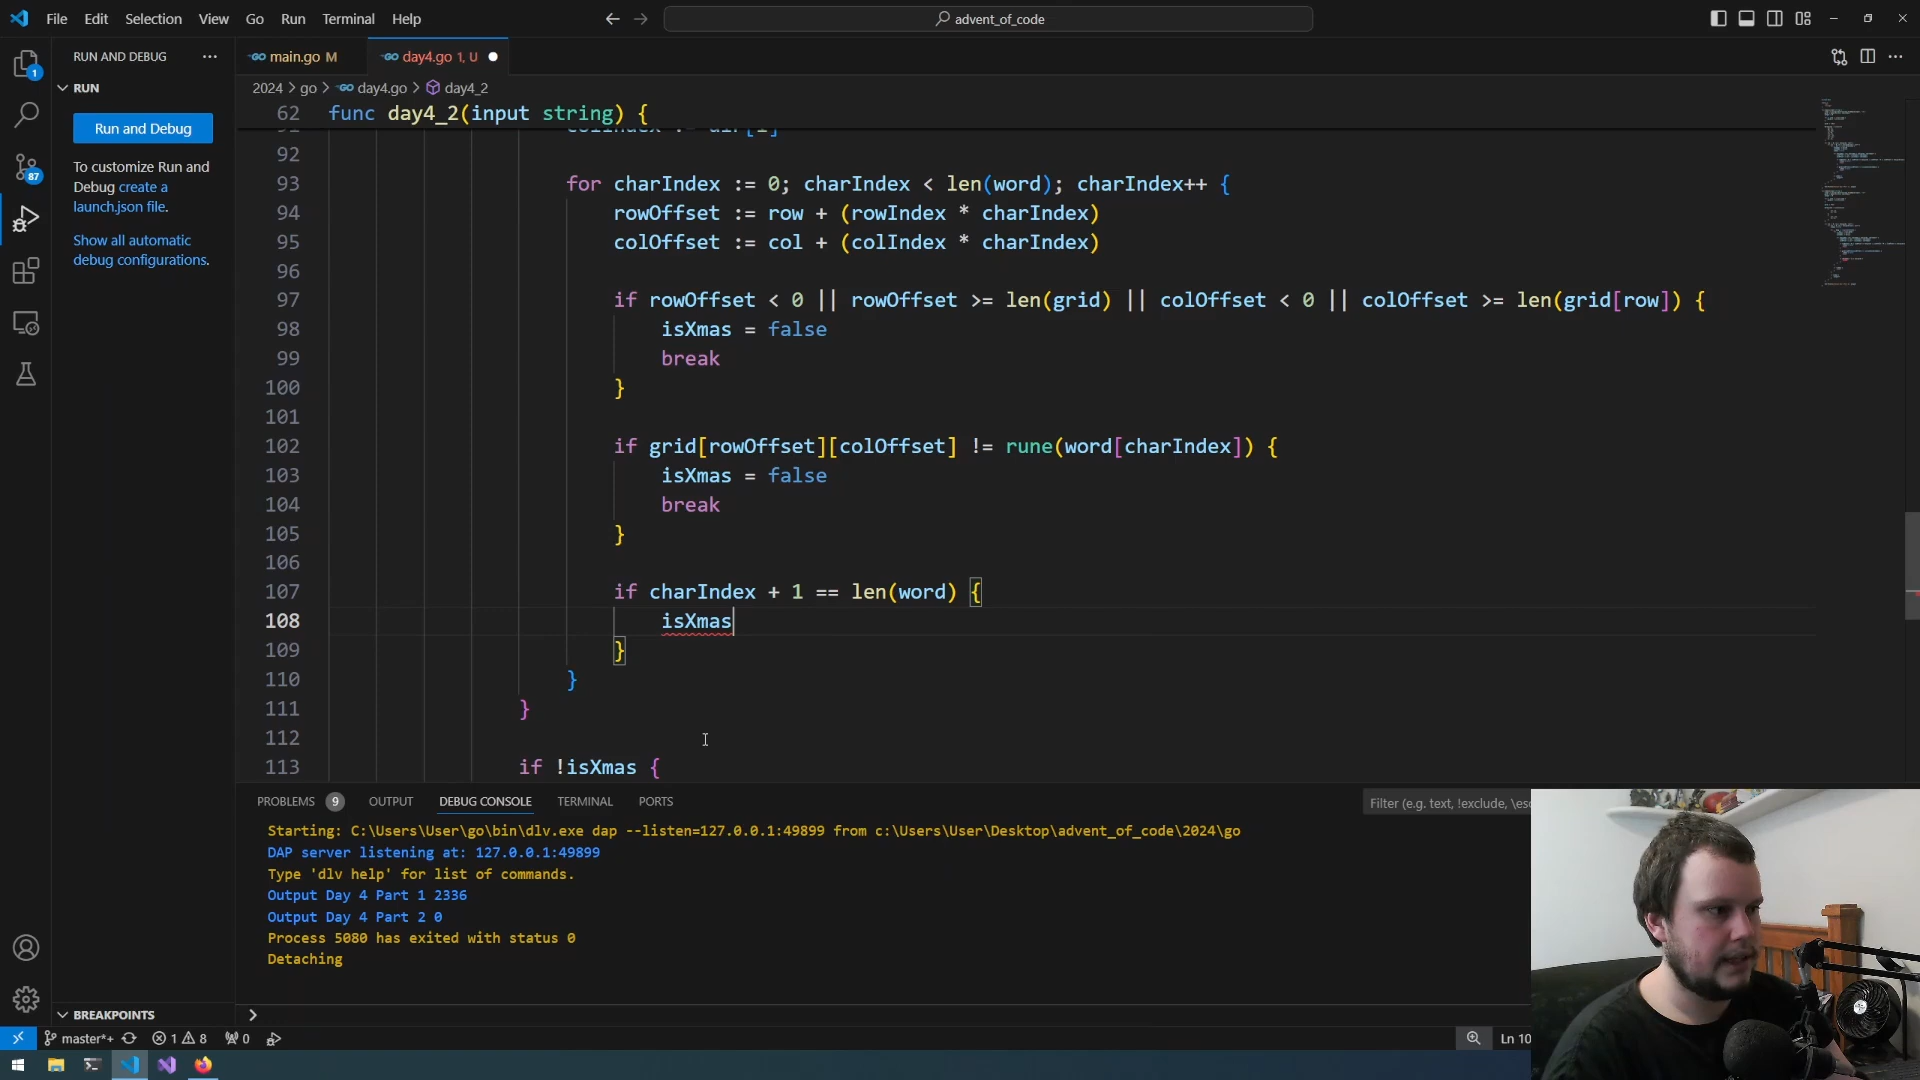 File Edit Selection View Go Run Terminal Help
advent_of_code
RUN AND DEBUG
RUN
Run and Debug
To customize Run and
Debug create a
launch.json file.
Show all automatic
debug configurations.
1
87
main.go M
day4.go 1, U
2024 > go > day4.go > day4_2
62 func day4_2(input string) {
92
93 for charIndex := 0; charIndex < len(word); charIndex++ {
94 rowOffset := row + (rowIndex * charIndex)
95 colOffset := col + (colIndex * charIndex)
96
97 if rowOffset < 0 || rowOffset >= len(grid) || colOffset < 0 || colOffset >= len(grid[row]) {
98 isXmas = false
99 break
100 }
101
102 if grid[rowOffset][colOffset] != rune(word[charIndex]) {
103 isXmas = false
104 break
105 }
106
107 if charIndex + 1 == len(word) {
108 isXmas
109 }
110 }
111 }
112
113 if !isXmas {
PROBLEMS 9 OUTPUT DEBUG CONSOLE TERMINAL PORTS
Filter (e.g. text, !exclude, \esc
Starting: C:\Users\User\go\bin\dlv.exe dap --listen=127.0.0.1:49899 from c:\Users\User\Desktop\advent_of_code\2024\go
DAP server listening at: 127.0.0.1:49899
Type 'dlv help' for list of commands.
Output Day 4 Part 1 2336
Output Day 4 Part 2 0
Process 5080 has exited with status 0
Detaching
BREAKPOINTS
master*+ 1 8 0
Ln 10